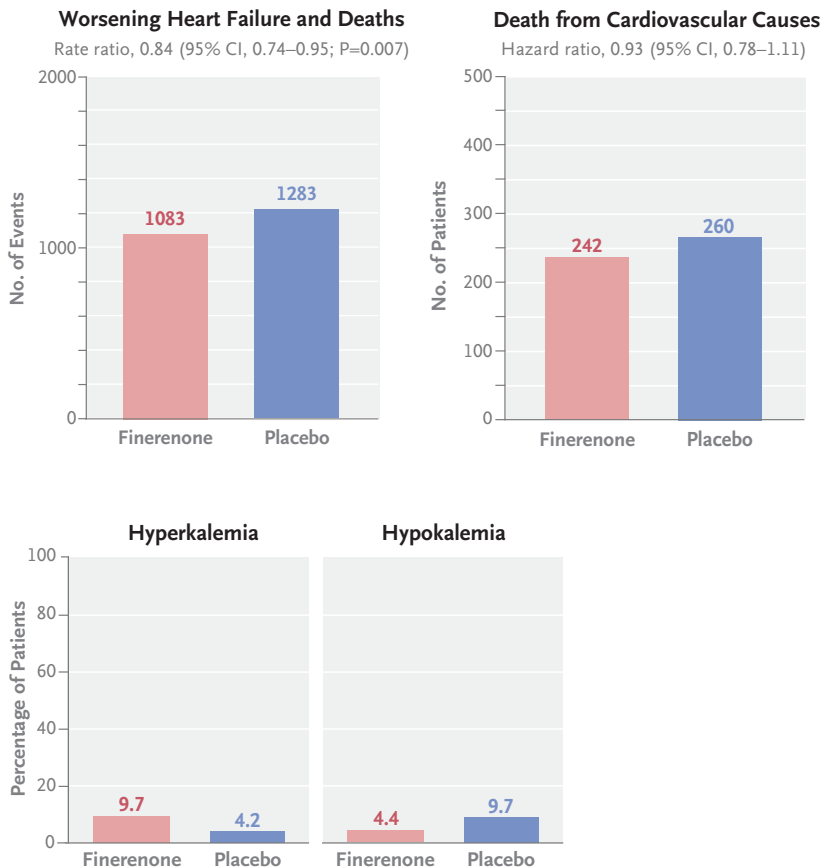 Worsening Heart Failure and Deaths
Rate ratio, 0.84 (95% CI, 0.74–0.95; P=0.007)
2000
1000
0
No. of Events
1083
1283
Finerenone
Placebo
Death from Cardiovascular Causes
Hazard ratio, 0.93 (95% CI, 0.78–1.11)
500
400
300
200
100
0
No. of Patients
242
260
Finerenone
Placebo
Hyperkalemia
100
80
60
40
20
0
Percentage of Patients
9.7
4.2
Finerenone
Placebo
Hypokalemia
4.4
9.7
Finerenone
Placebo